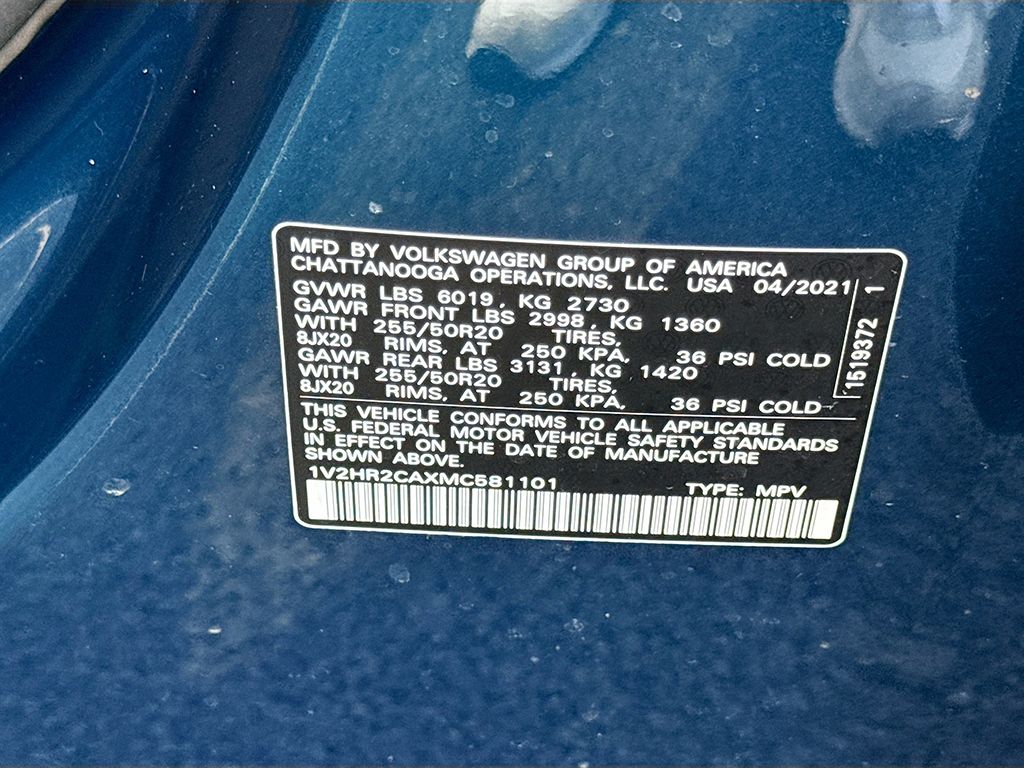 MFD BY VOLKSWAGEN GROUP OF AMERICA
CHATTANOOGA OPERATIONS, LLC. USA 04/2021
GVWR LBS 6019, KG 2730
GAWR FRONT LBS 2998, KG 1360
WITH 255/50R20 TIRES,
8JX20 RIMS, AT 250 KPA, 36 PSI COLD
GAWR REAR LBS 3131, KG 1420
WITH 255/50R20 TIRES,
8JX20 RIMS, AT 250 KPA, 36 PSI COLD
1519372 1
THIS VEHICLE CONFORMS TO ALL APPLICABLE
U.S. FEDERAL MOTOR VEHICLE SAFETY STANDARDS
IN EFFECT ON THE DATE OF MANUFACTURE
SHOWN ABOVE.
1V2HR2CAXMC581101 TYPE: MPV